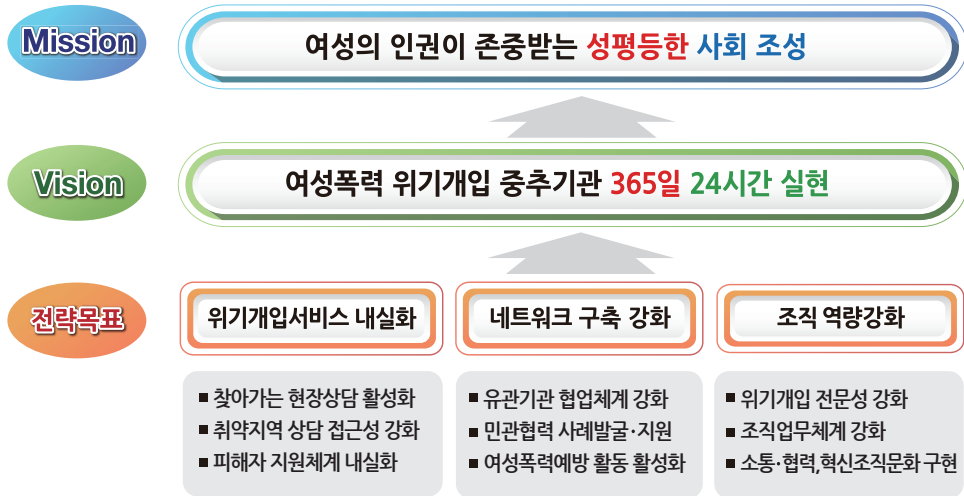 Mission
여성의 인권이 존중받는 성평등한 사회 조성
Vision
여성폭력 위기개입 중추기관 365일 24시간 실현
전략목표
위기개입서비스 내실화
■ 찾아가는 현장상담 활성화
■ 취약지역 상담 접근성 강화
■ 피해자 지원체계 내실화
네트워크 구축 강화
■ 유관기관 협업체계 강화
■ 민관협력 사례발굴·지원
■ 여성폭력예방 활동 활성화
조직 역량강화
■ 위기개입 전문성 강화
■ 조직업무체계 강화
■ 소통·협력,혁신조직문화 구현